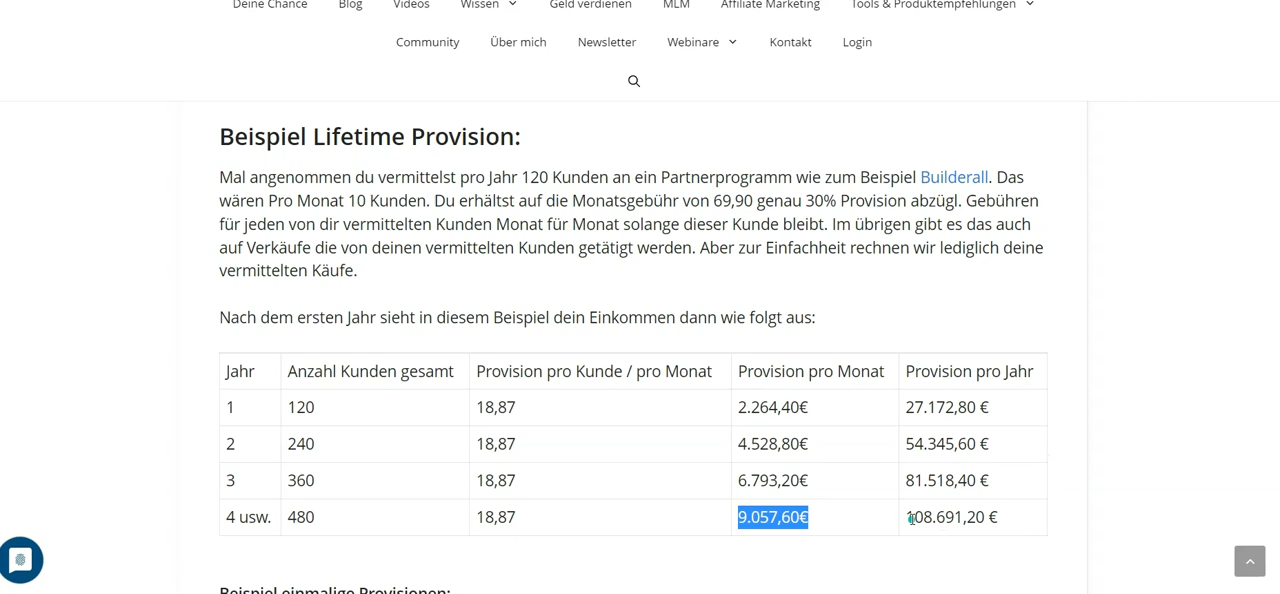 Deine Chance Blog Videos Wissen Geld verdienen MLM Affiliate Marketing Tools & Produktempfehlungen
Community Über mich Newsletter Webinare Kontakt Login
Beispiel Lifetime Provision:
Mal angenommen du vermittelst pro Jahr 120 Kunden an ein Partnerprogramm wie zum Beispiel Builderall. Das
wären Pro Monat 10 Kunden. Du erhältst auf die Monatsgebühr von 69,90 genau 30% Provision abzügl. Gebühren
für jeden von dir vermittelten Kunden Monat für Monat solange dieser Kunde bleibt. Im übrigen gibt es das auch
auf Verkäufe die von deinen vermittelten Kunden getätigt werden. Aber zur Einfachheit rechnen wir lediglich deine
vermittelten Käufe.
Nach dem ersten Jahr sieht in diesem Beispiel dein Einkommen dann wie folgt aus:
Jahr Anzahl Kunden gesamt Provision pro Kunde / pro Monat Provision pro Monat Provision pro Jahr
1 120 18,87 2.264,40€ 27.172,80 €
2 240 18,87 4.528,80€ 54.345,60 €
3 360 18,87 6.793,20€ 81.518,40 €
4 usw. 480 18,87 9.057,60€ 108.691,20 €
Beispiel einmalige Provisionen: